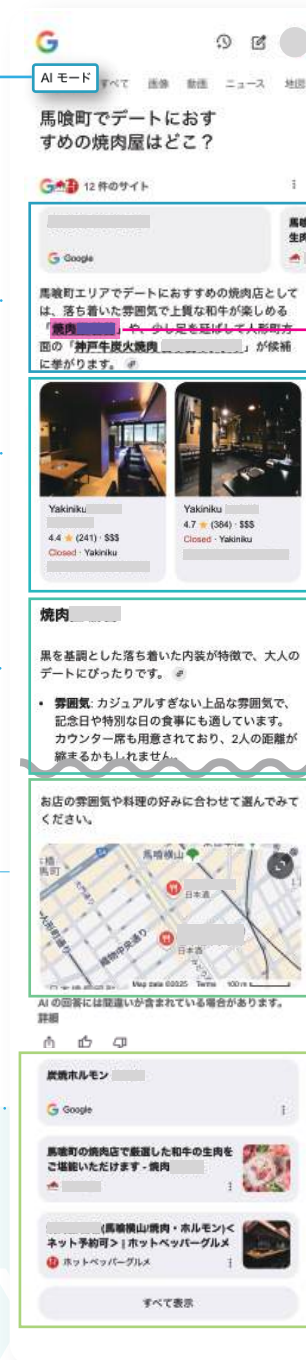 AI モード すべて 画像 動画 ニュース 地図
馬喰町でデートにおす
すめの焼肉屋はどこ？
12 件のサイト
Google
馬喰
生肉
馬喰町エリアでデートにおすすめの焼肉店として
は、落ち着いた雰囲気で上質な和牛が楽しめる
「焼肉 」や、少し足を延ばして人形町方
面の「神戸牛炭火焼肉 」が候補
に挙がります。
Yakiniku
4.4 ★ (241) · $$$
Closed · Yakiniku
Yakiniku
4.7 ★ (384) · $$$
Closed · Yakiniku
焼肉
黒を基調とした落ち着いた内装が特徴で、大人の
デートにぴったりです。
• 雰囲気: カジュアルすぎない上品な雰囲気で、
記念日や特別な日の食事にも適しています。
カウンター席も用意されており、2人の距離が
縮まるかもしれません。
お店の雰囲気や料理の好みに合わせて選んでみて
ください。
馬喰横山
日本酒
日本酒
人形町通り
織物中央通り
Map data ©2025 Terms 100 m
AI の回答には間違いが含まれている場合があります。
詳細
炭焼ホルモン
Google
馬喰町の焼肉店で厳選した和牛の生肉を
ご堪能いただけます - 焼肉
(馬喰横山/焼肉・ホルモン)<
ネット予約可> | ホットペッパーグルメ
ホットペッパーグルメ
すべて表示